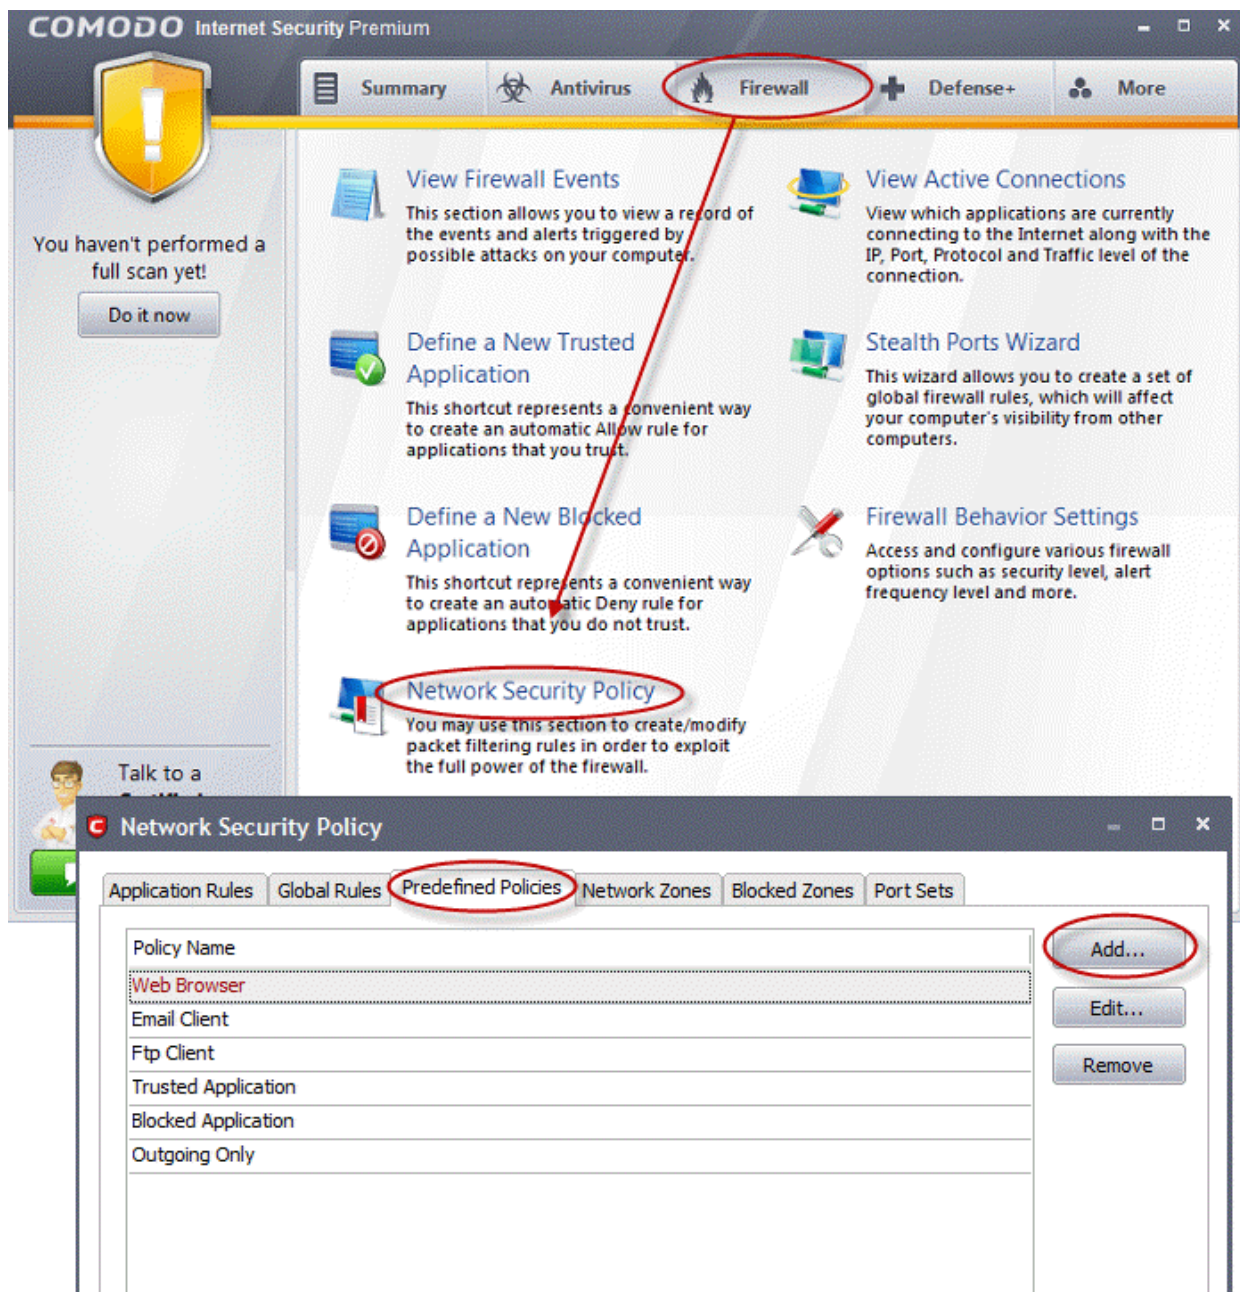 COMODO Internet Security Premium
Summary
Antivirus
Firewall
Defense+
More
You haven't performed a
full scan yet!
Do it now
View Firewall Events
This section allows you to view a record of
the events and alerts triggered by
possible attacks on your computer.
View Active Connections
View which applications are currently
connecting to the Internet along with the
IP, Port, Protocol and Traffic level of the
connection.
Define a New Trusted
Application
This shortcut represents a convenient way
to create an automatic Allow rule for
applications that you trust.
Stealth Ports Wizard
This wizard allows you to create a set of
global firewall rules, which will affect
your computer's visibility from other
computers.
Define a New Blocked
Application
This shortcut represents a convenient way
to create an automatic Deny rule for
applications that you do not trust.
Firewall Behavior Settings
Access and configure various firewall
options such as security level, alert
frequency level and more.
Network Security Policy
You may use this section to create/modify
packet filtering rules in order to exploit
the full power of the firewall.
Talk to a
Network Security Policy
Application Rules
Global Rules
Predefined Policies
Network Zones
Blocked Zones
Port Sets
Policy Name
Web Browser
Email Client
Ftp Client
Trusted Application
Blocked Application
Outgoing Only
Add...
Edit...
Remove